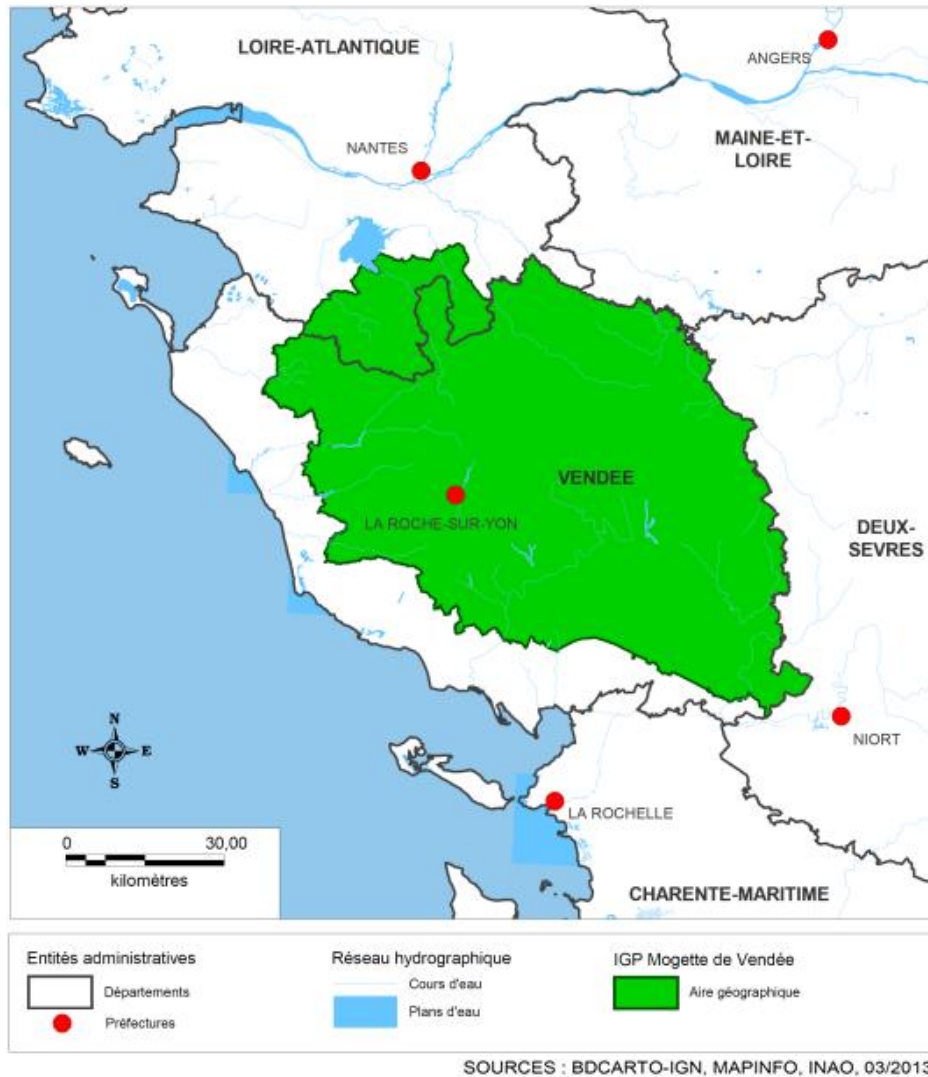 LOIRE-ATLANTIQUE
ANGERS
NANTES
MAINE-ET-
LOIRE
VENDEE
LA ROCHE-SUR-YON
DEUX-
SEVRES
N
W E
S
NIORT
LA ROCHELLE
0 30,00
kilomètres
CHARENTE-MARITIME
Entités administratives
Départements
Préfectures
Réseau hydrographique
Cours d'eau
Plans d'eau
IGP Mogette de Vendée
Aire géographique
SOURCES : BDCARTO-IGN, MAPINFO, INAO, 03/2013